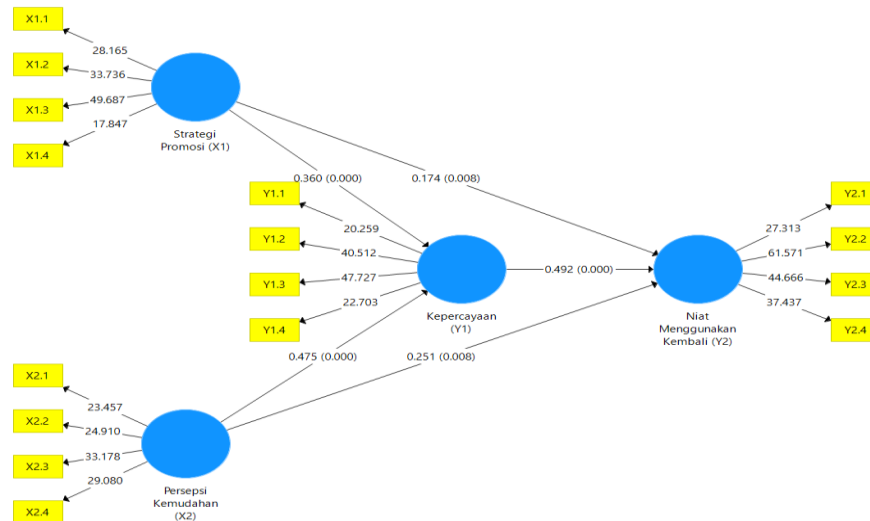 X1.1
28.165
X1.2
33.736
X1.3
49.687
X1.4
17.847
Strategi
Promosi (X1)
0.360 (0.000)
0.174 (0.008)
Y1.1
20.259
Y1.2
40.512
Y1.3
47.727
Y1.4
22.703
Kepercayaan
(Y1)
0.492 (0.000)
Niat
Menggunakan
Kembali (Y2)
Y2.1
27.313
Y2.2
61.571
Y2.3
44.666
Y2.4
37.437
0.475 (0.000)
0.251 (0.008)
X2.1
23.457
X2.2
24.910
X2.3
33.178
X2.4
29.080
Persepsi
Kemudahan
(X2)